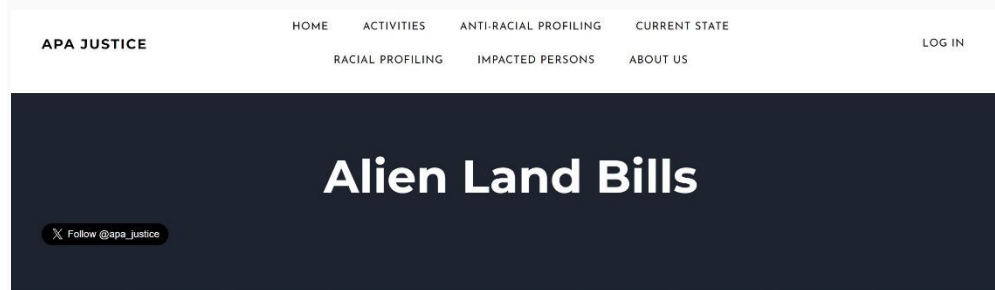 HOME ACTIVITIES ANTI-RACIAL PROFILING CURRENT STATE
APA JUSTICE
LOG IN
RACIAL PROFILING IMPACTED PERSONS ABOUT US
Alien Land Bills
Follow @apa_justice